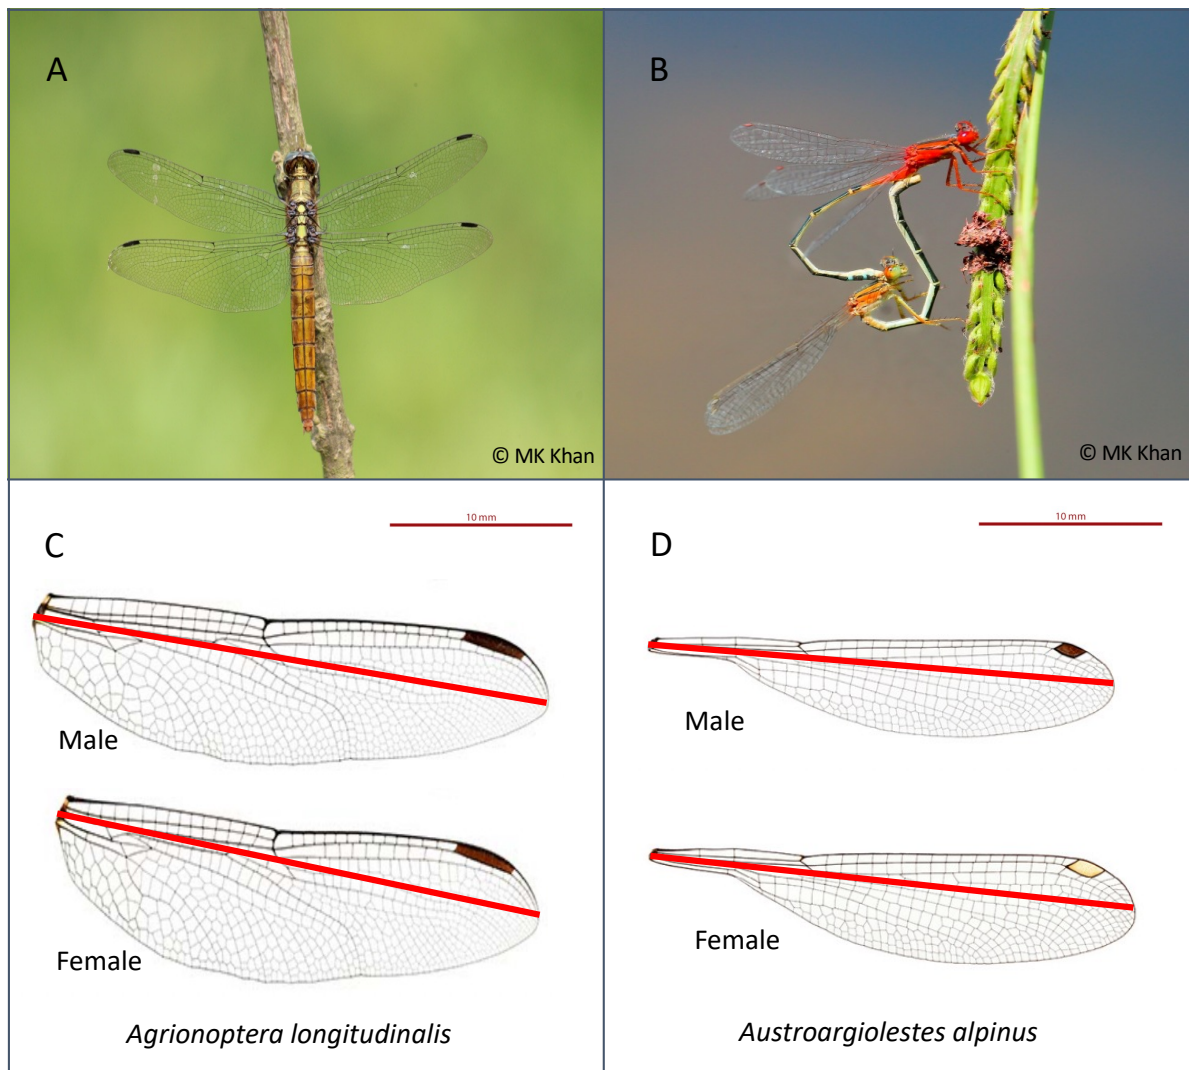 A
B
© MK Khan
© MK Khan
10 mm
10 mm
C
D
Male
Male
Female
Female
Agrionoptera longitudinalis
Austroargiolestes alpinus